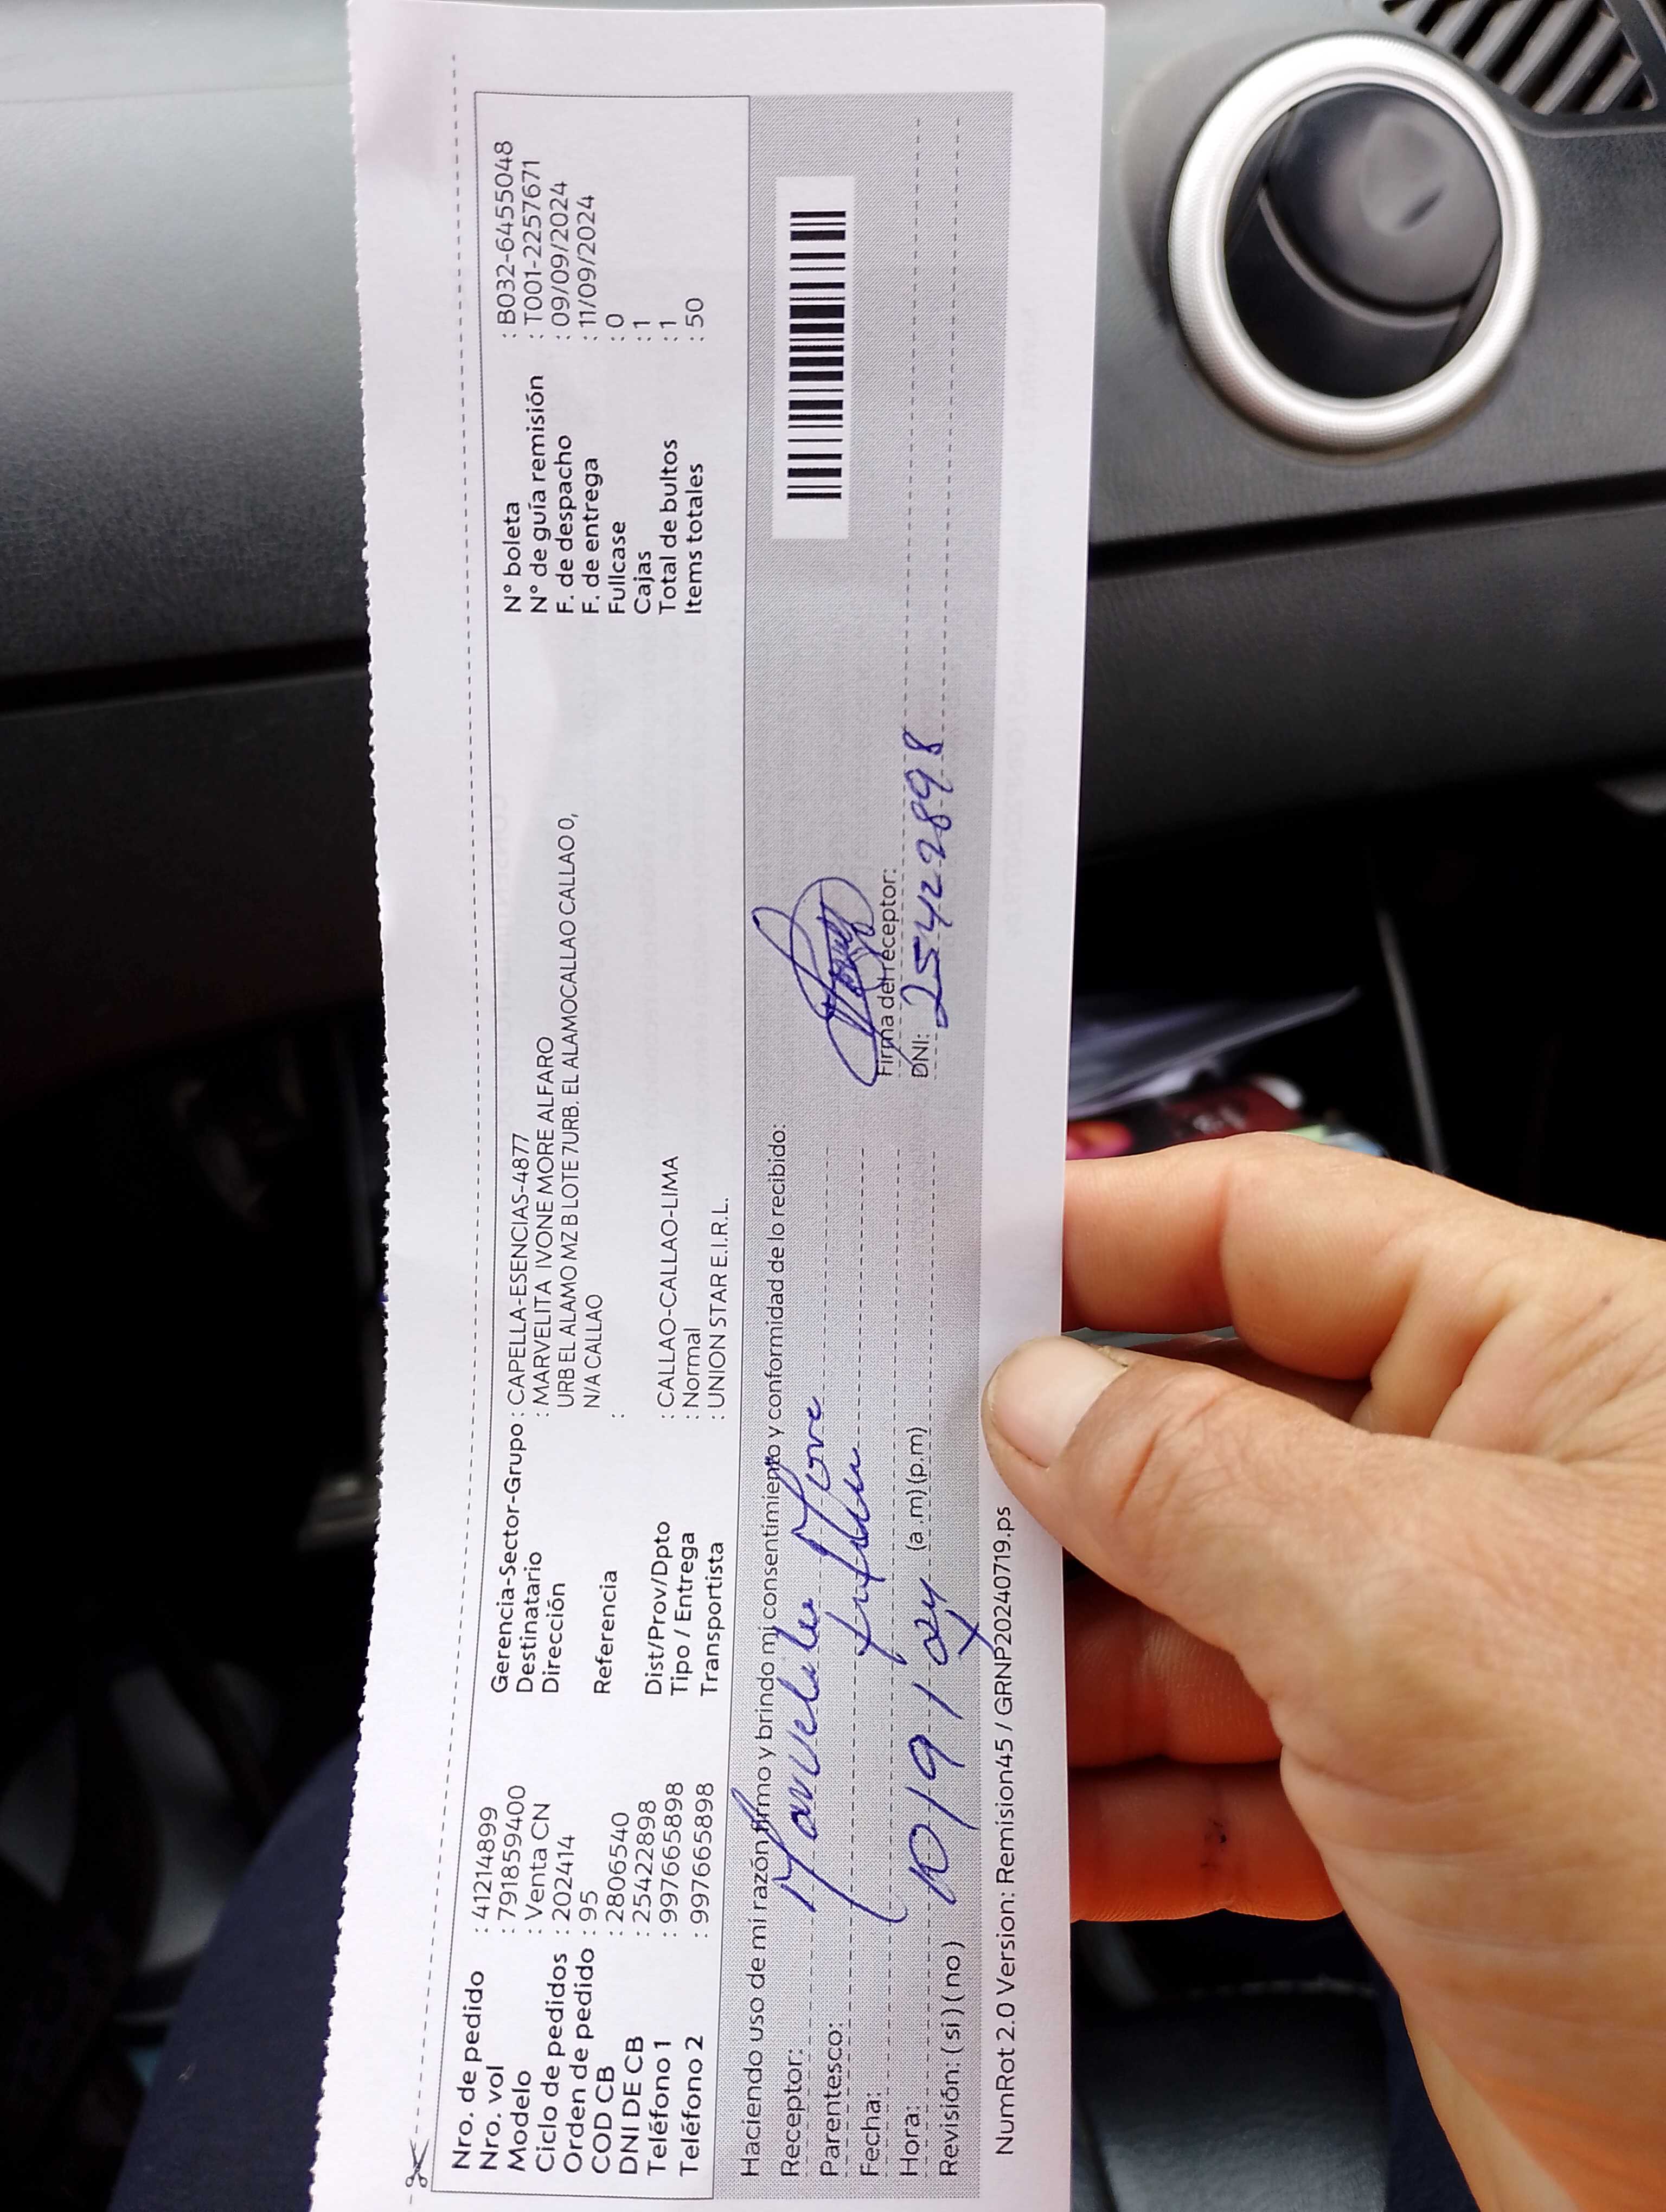 Nro. de pedido : 41214899
Nro. vol : 7918594​00
Modelo : Venta CN
Ciclo de pedidos : 202414
Orden de pedido : 95
COD CB : 2806540
DNI DE CB : 25422898
Teléfono 1 : 997665898
Teléfono 2 : 997665898
Gerencia-Sector-Grupo : CAPELLA-ESENCIAS-4877
Destinatario : MARVELITA IVONE MORE ALFARO
Dirección URB EL ALAMO MZ B LOTE 7URB. EL ALAMOCALLAO CALLAO 0,
N/A CALLAO
Referencia :
Dist/Prov/Dpto : CALLAO-CALLAO-LIMA
Tipo / Entrega : Normal
Transportista : UNION STAR E.I.R.L.
N° boleta : B032-64555048
N° de guía remisión : T001-22576671
F. de despacho : 09/09/2024
F. de entrega : 11/09/2024
Fullcase : 0
Cajas : 1
Total de bultos : 1
Items totales : 50
Haciendo uso de mi razón firmo y brindo mi consentimiento y conformidad de lo recibido:
Receptor: More
Parentesco:
Fecha:
Hora: 10/9/24 (a .m) (p.m)
Revisión: ( si ) ( no )
Firma del receptor:
DNI: 25422898
NumRot 2.0 Version: Remision45 / GRNP20240719.ps